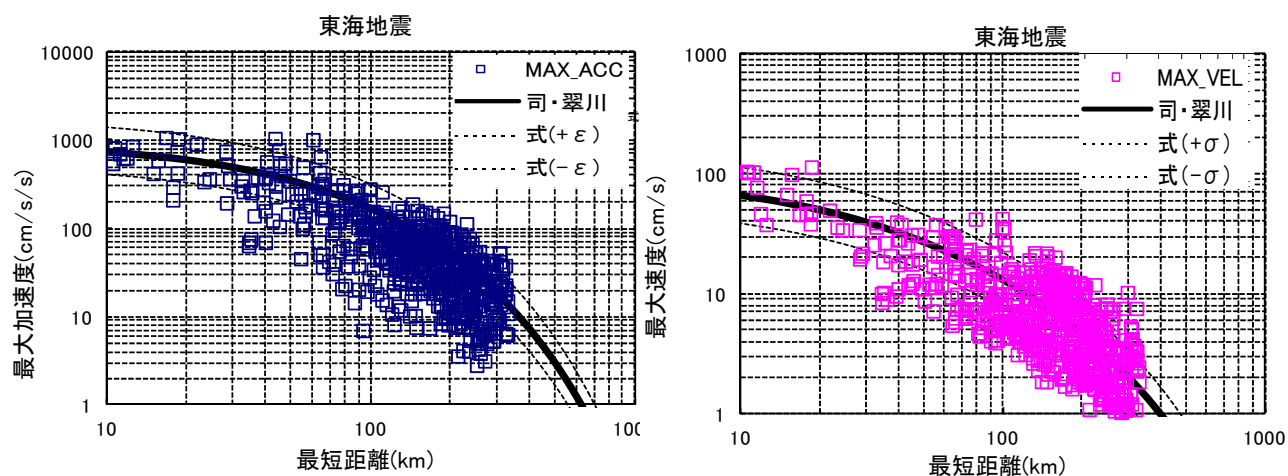 東海地震
10000
1000
100
10
1
10
100
100
最大加速度(cm/s/s)
最短距離(km)
MAX_ACC
司・翠川
式(+ε)
式(-ε)
式
東海地震
1000
100
10
1
10
100
1000
最大速度(cm/s)
最短距離(km)
MAX_VEL
司・翠川
式(+σ)
式(-σ)